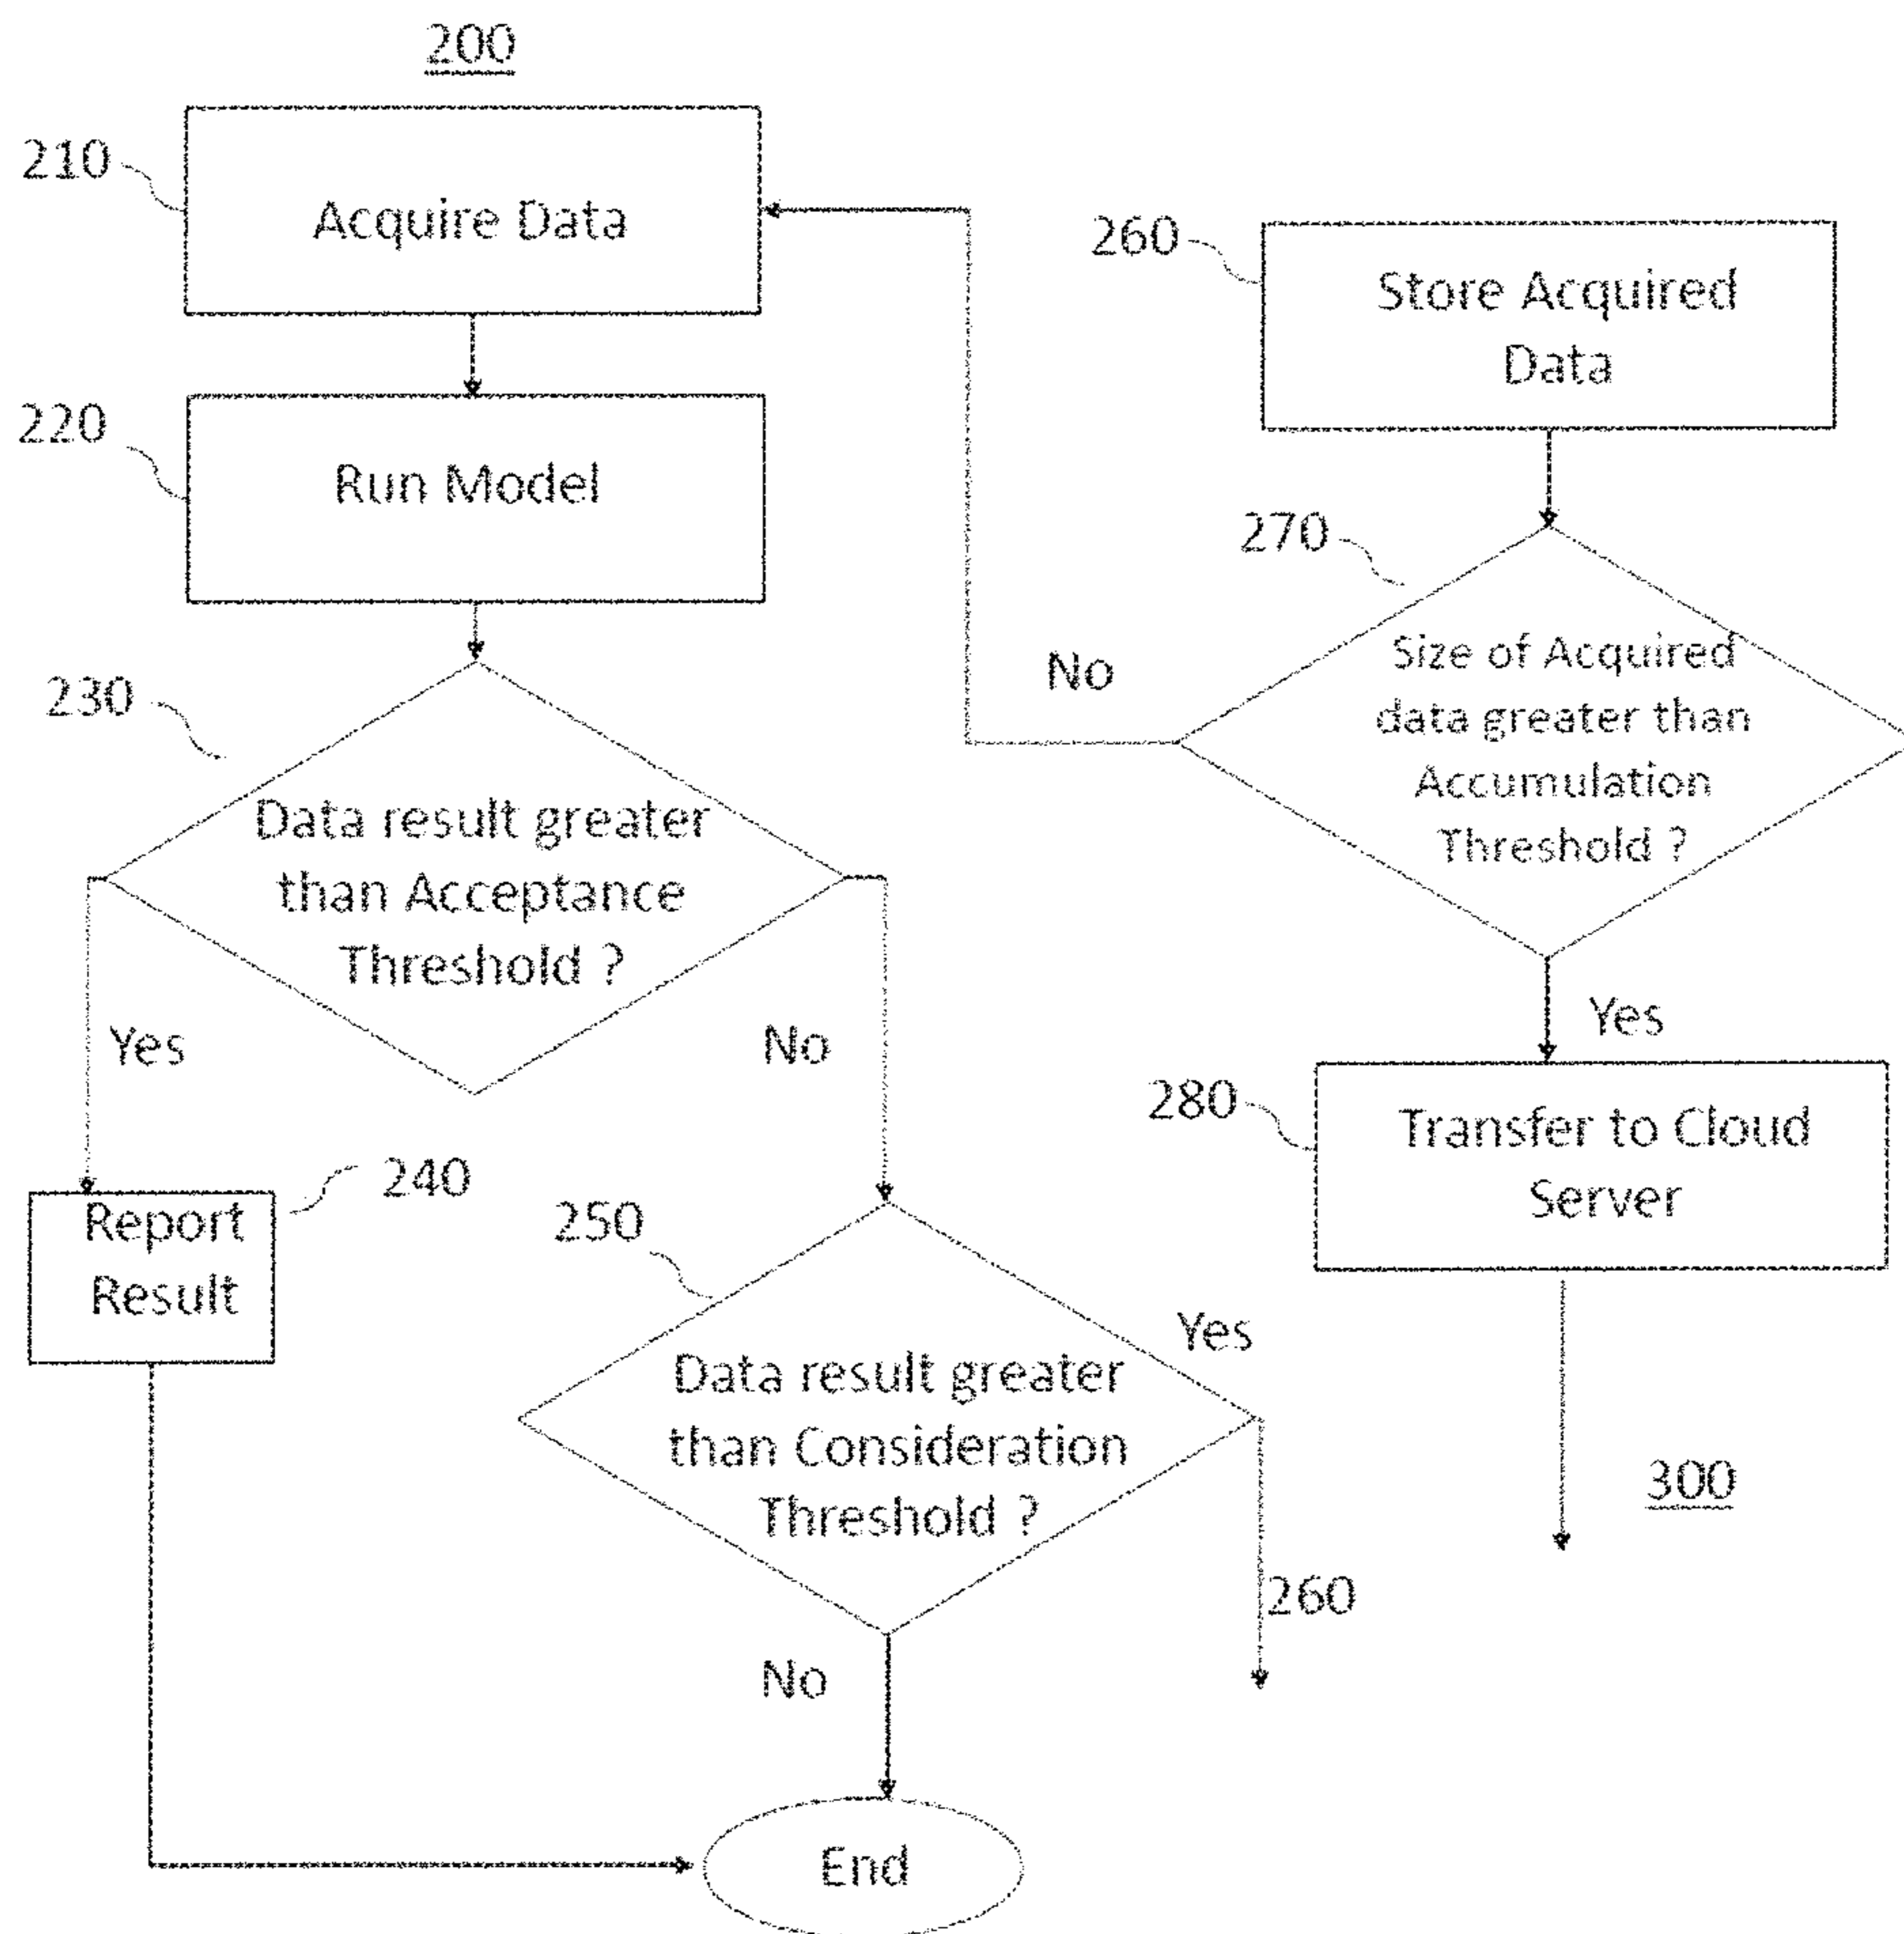 200
210
Acquire Data
220
Run Model
230
Data result greater
than Acceptance
Threshold ?
Yes
No
240
Report
Result
250
Data result greater
than Consideration
Threshold ?
Yes
260
No
End
260
Store Acquired
Data
270
Size of Acquired
data greater than
Accumulation
Threshold ?
No
Yes
280
Transfer to Cloud
Server
300